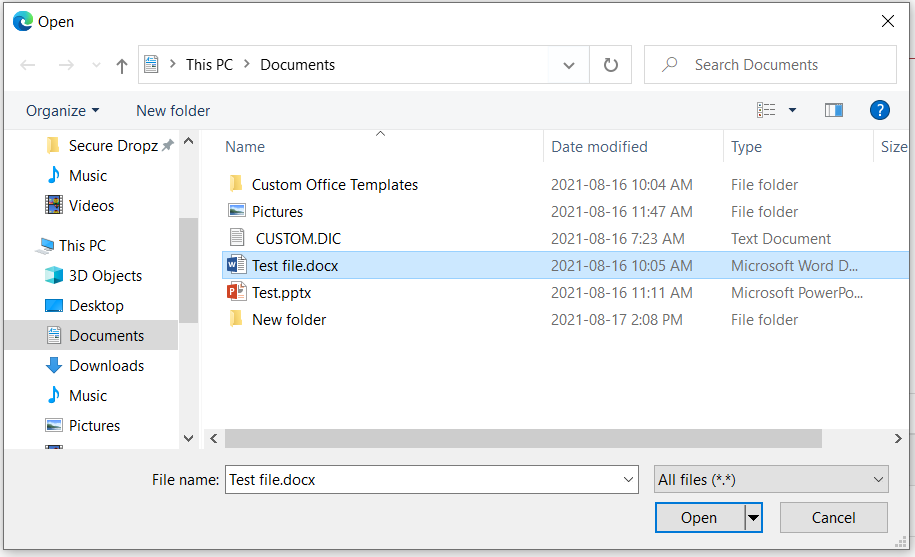 Open
This PC > Documents
Search Documents
Organize New folder ?
Secure Dropz
Music
Videos
This PC
3D Objects
Desktop
Documents
Downloads
Music
Pictures
Name Date modified Type Size
Custom Office Templates 2021-08-16 10:04 AM File folder
Pictures 2021-08-16 11:47 AM File folder
CUSTOM.DIC 2021-08-16 7:23 AM Text Document
Test file.docx 2021-08-16 10:05 AM Microsoft Word D...
Test.pptx 2021-08-16 11:11 AM Microsoft PowerPo...
New folder 2021-08-17 2:08 PM File folder
File name: Test file.docx All files (*.*)
Open Cancel